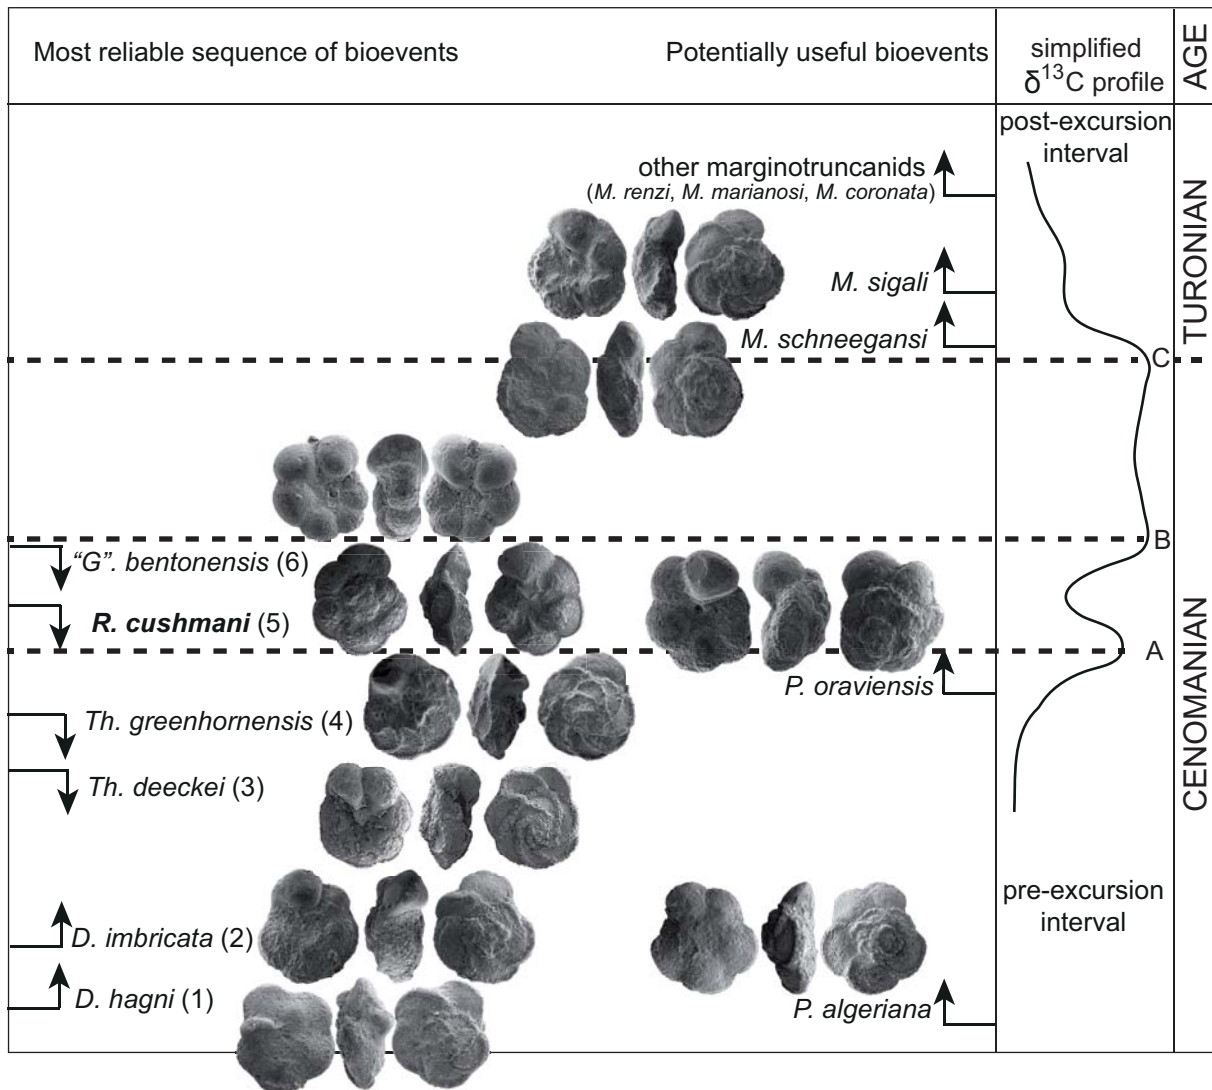 Most reliable sequence of bioevents
Potentially useful bioevents
simplified
δ¹³C profile
AGE
post-excursion
interval
other marginotruncanids
(M. renzi, M. marianosi, M. coronata)
TURONIAN
M. sigali
M. schneegansi
C
B
“G”. bentonensis (6)
R. cushmani (5)
A
P. oraviensis
Th. greenhornensis (4)
CENOMANIAN
Th. deeckei (3)
pre-excursion
interval
D. imbricata (2)
D. hagni (1)
P. algeriana